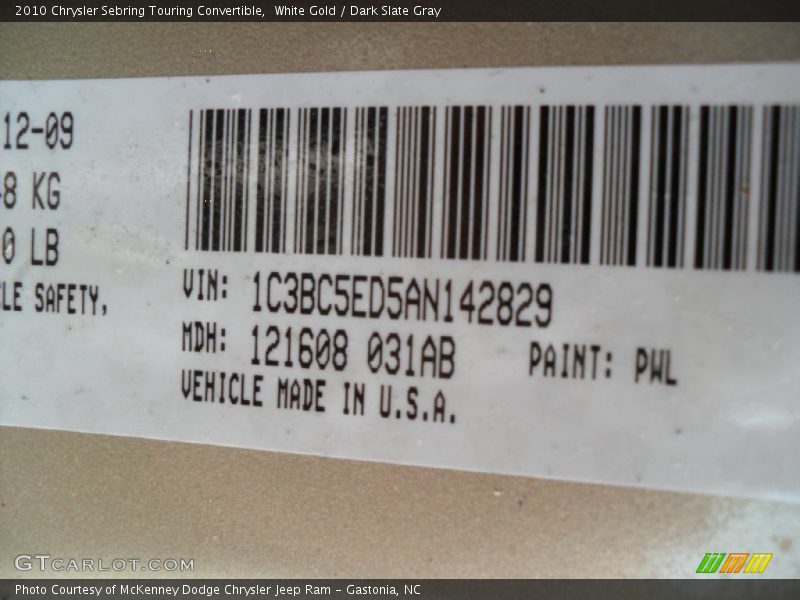 2010 Chrysler Sebring Touring Convertible,  White Gold / Dark Slate Gray
12-09
8 KG
0 LB
SAFETY,
VIN: 1C3BC5ED5AN142829
MDH: 121608 031AB
PAINT: PWL
VEHICLE MADE IN U.S.A.
GTCARLOT.COM
Photo Courtesy of McKenney Dodge Chrysler Jeep Ram - Gastonia, NC